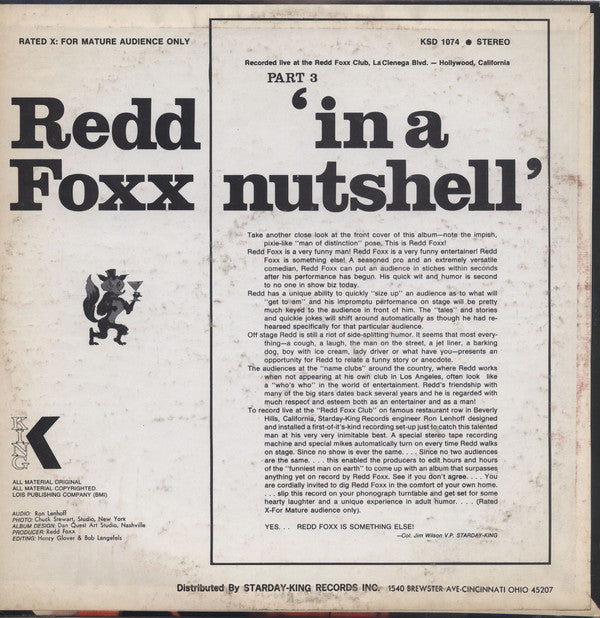 RATED X: FOR MATURE AUDIENCE ONLY
KSD 1074 ● STEREO
Recorded live at the Redd Foxx Club, La Cienega Blvd. — Hollywood, California
PART 3
Redd
Foxx
'in a
nutshell'
Take another close look at the front cover of this album—note the impish,
pixie-like "man of distinction" pose, This is Redd Foxx!
Redd Foxx is a very funny man! Redd Foxx is a very funny entertainer! Redd
Foxx is something else! A seasoned pro and an extremely versatile
comedian, Redd Foxx can put an audience in stiches within seconds
after his performance has begun. His quick wit and humor is second
to no one in show biz today.
Redd has a unique ability to quickly "size up" an audience as to what will
"get to em" and his impromptu performance on stage will be pretty
much keyed to the audience in front of him. The "tales" and stories
and quickie jokes will shift around automatically as though he had re-
hearsed specifically for that particular audience.
Off stage Redd is still a riot of side-splitting humor. It seems that most every-
thing—a cough, a laugh, the man on the street, a jet liner, a barking
dog, boy with ice cream, lady driver or what have you—presents an
opportunity for Redd to relate a funny story or anecdote.
The audiences at the "name clubs" around the country, where Redd works
when not appearing at his own club in Los Angeles, often look like
a "who's who" in the world of entertainment. Redd's friendship with
many of the big stars dates back several years and he is regarded with
much respect and esteem both as an entertainer and as a man!
To record live at the "Redd Foxx Club" on famous restaurant row in Beverly
Hills, California, Starday-King Records engineer Ron Lenhoff designed
and installed a first-of-it's-kind recording set-up just to catch this talented
man at his very very inimitable best. A special stereo tape recording
machine and special mikes automatically turn on every time Redd walks
on stage. Since no show is ever the same. . . . Since no two audiences
are the same. . . . this enabled the producers to edit hours and hours
of the "funniest man on earth" to come up with an album that surpasses
anything yet on record by Redd Foxx. See if you don't agree. . . . You
are cordially invited to dig Redd Foxx in the comfort of your own home.
. . . slip this record on your phonograph turntable and get set for some
hearty laughter and a unique experience in adult humor. . . . (Rated
X-For Mature audience only).
YES. . . REDD FOXX IS SOMETHING ELSE!
—Col. Jim Wilson V.P. STARDAY-KING
KING
K
ALL MATERIAL ORIGINAL
ALL MATERIAL COPYRIGHTED.
LOIS PUBLISHING COMPANY (BMI)
AUDIO: Ron Lenhoff
PHOTO: Chuck Stewart, Studio, New York
ALBUM DESIGN: Dan Quest Art Studio, Nashville
PRODUCER: Redd Foxx
EDITING: Henry Glover & Bob Langefels
Distributed By STARDAY-KING RECORDS INC. 1540 BREWSTER AVE-CINCINNATI OHIO 45207